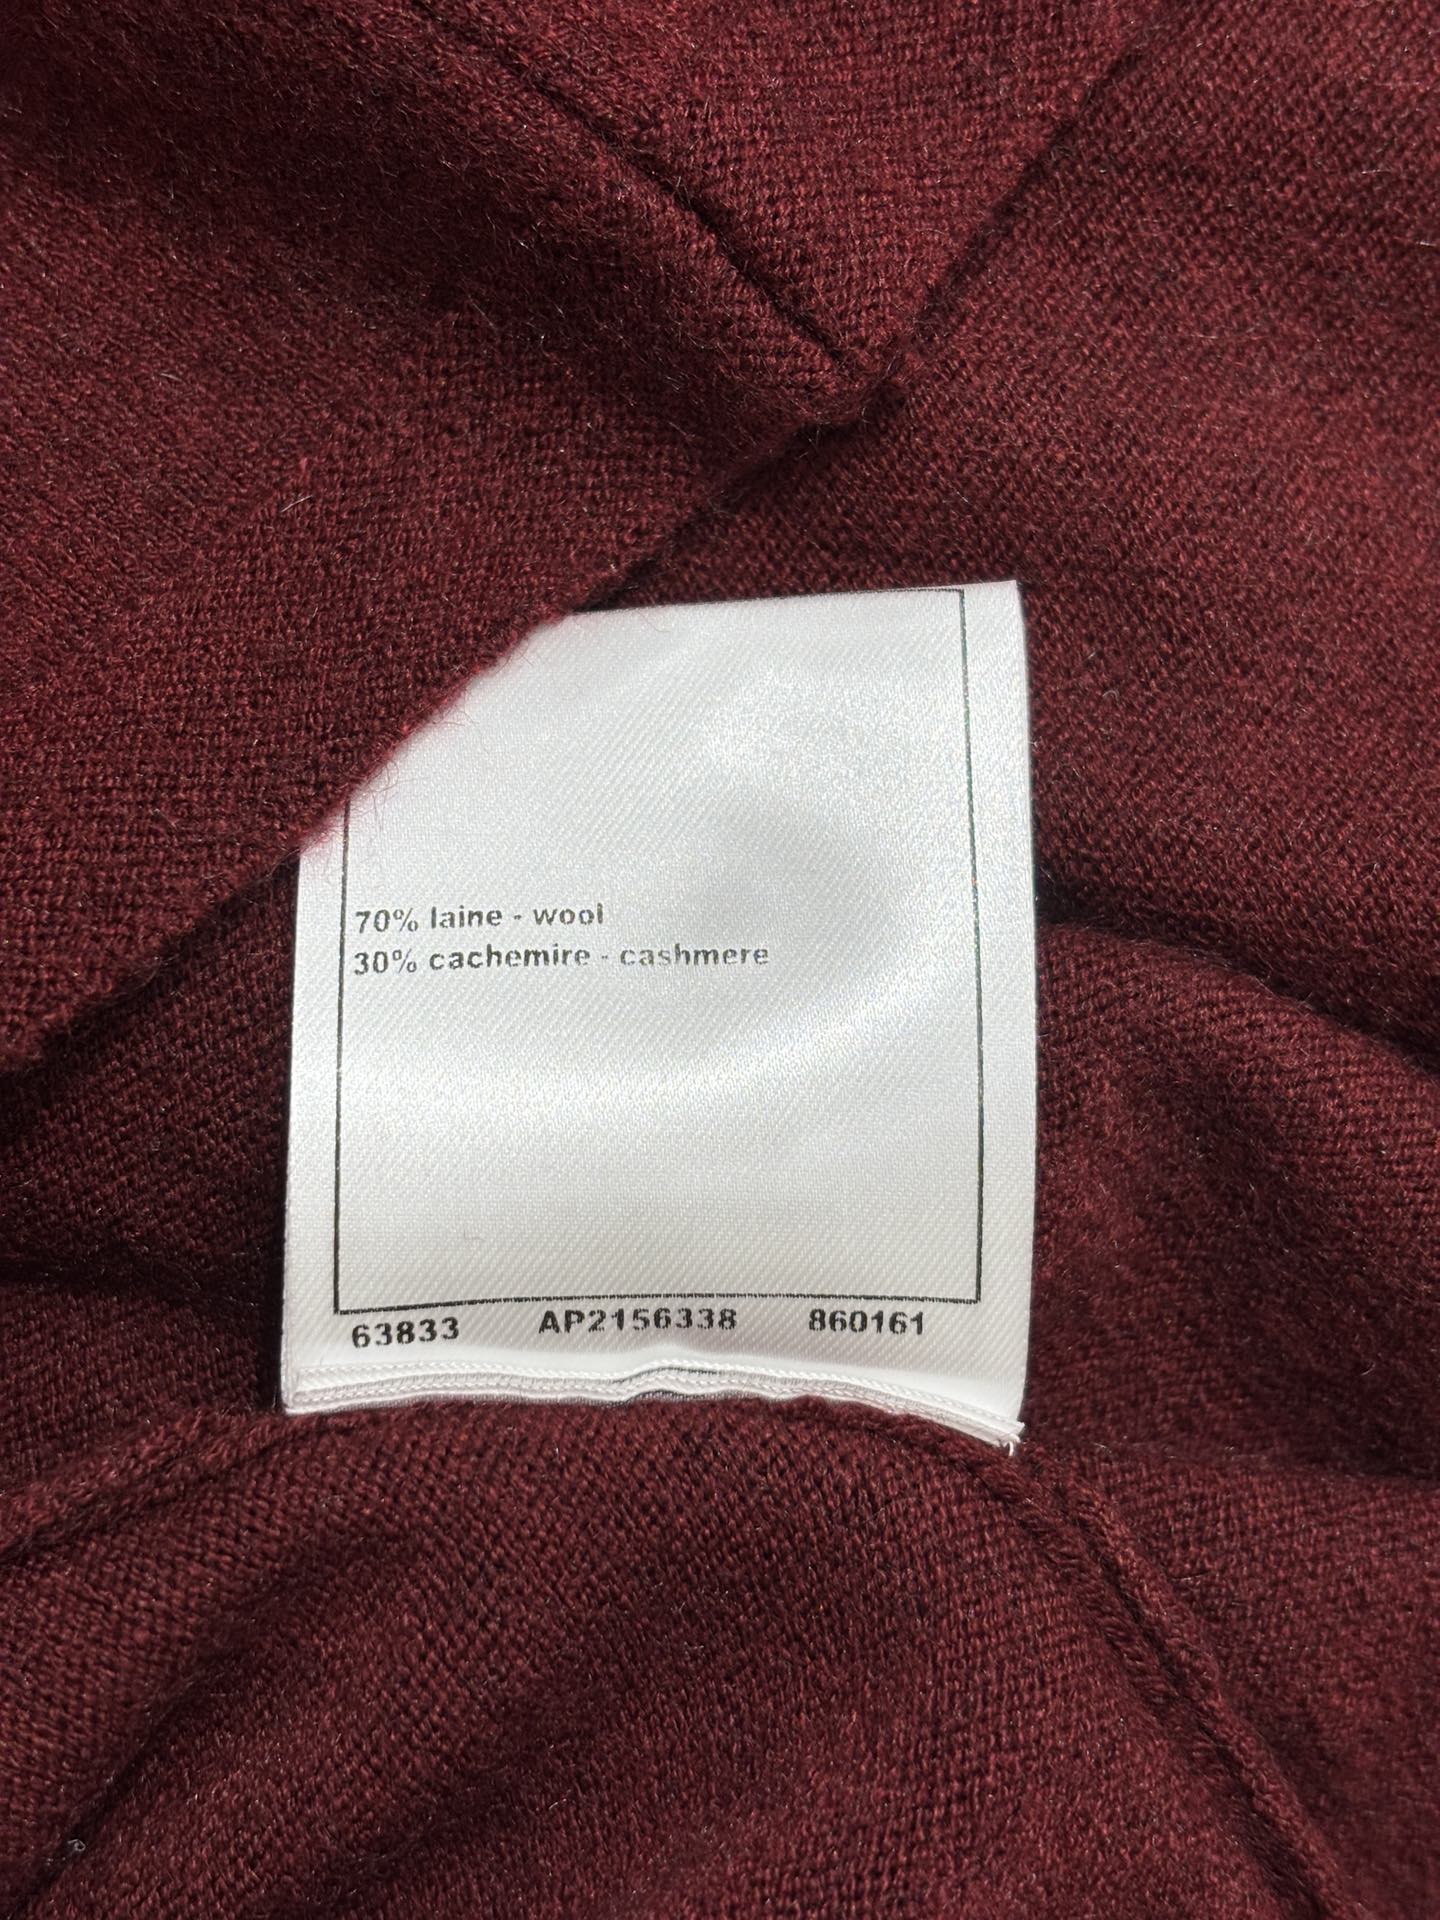 70% laine - wool
30% cachemire - cashmere
63833 AP2156338 860161